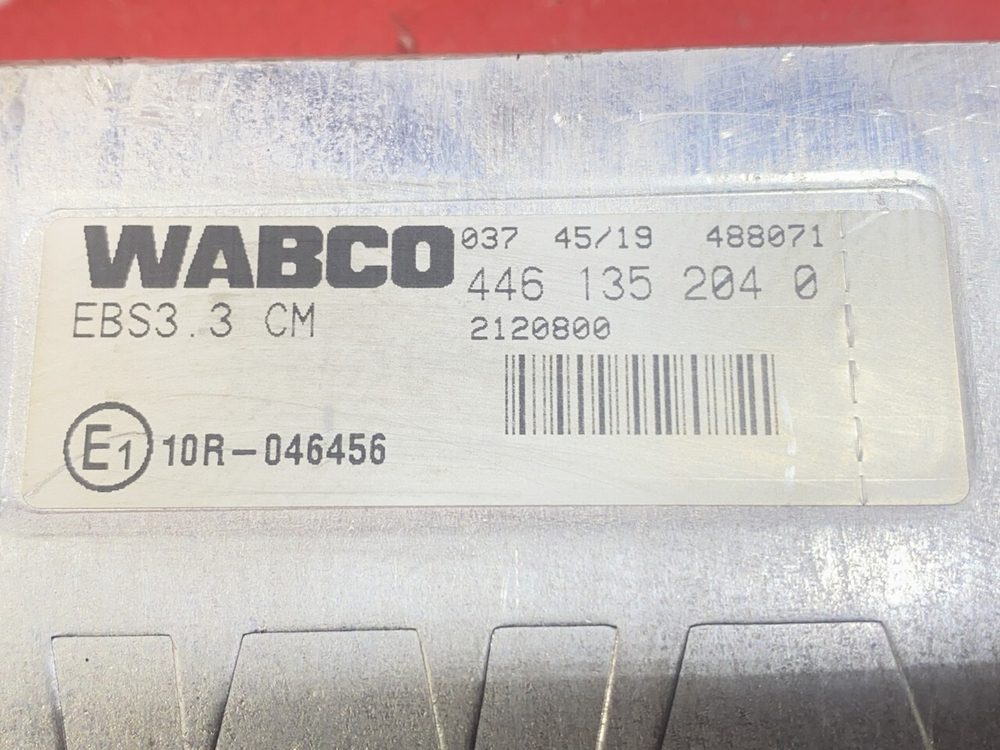 WABCO 037 45/19 488071
446 135 204 0
EBS3.3 CM 2120800
E1 10R-046456